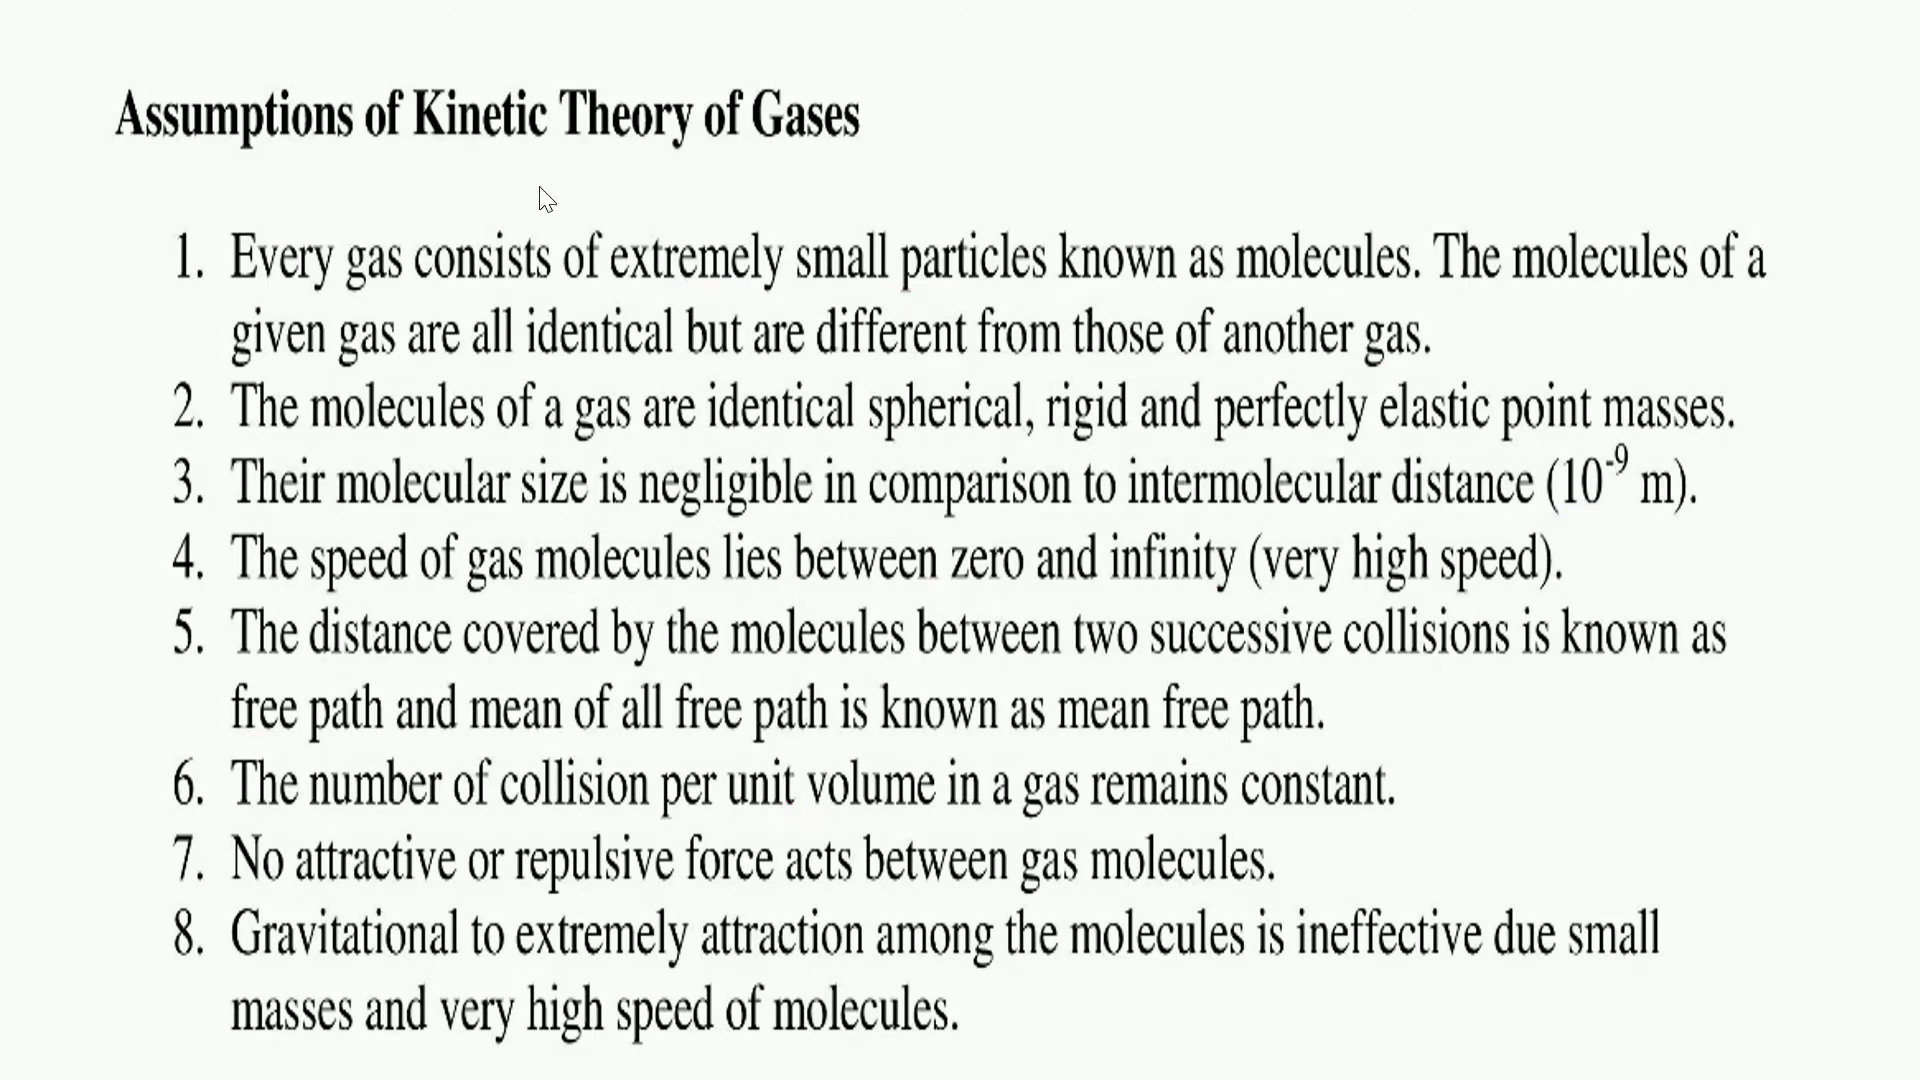 Assumptions of Kinetic Theory of Gases
1. Every gas consists of extremely small particles known as molecules. The molecules of a
given gas are all identical but are different from those of another gas.
2. The molecules of a gas are identical spherical, rigid and perfectly elastic point masses.
3. Their molecular size is negligible in comparison to intermolecular distance (10⁻⁹ m).
4. The speed of gas molecules lies between zero and infinity (very high speed).
5. The distance covered by the molecules between two successive collisions is known as
free path and mean of all free path is known as mean free path.
6. The number of collision per unit volume in a gas remains constant.
7. No attractive or repulsive force acts between gas molecules.
8. Gravitational to extremely attraction among the molecules is ineffective due small
masses and very high speed of molecules.